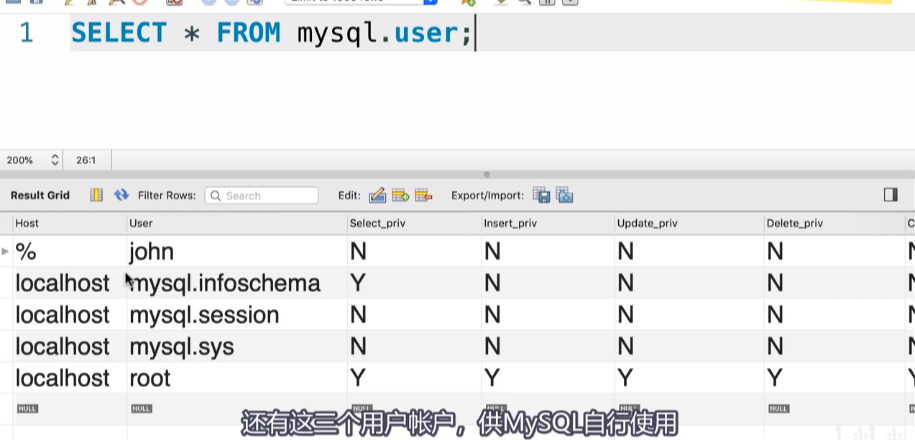 1 SELECT * FROM mysql.user;
200% 26:1
Result Grid Filter Rows: Search Edit: Export/Import:
Host User Select_priv Insert_priv Update_priv Delete_priv
% john N N N N
localhost mysql.infoschema Y N N N
localhost mysql.session N N N N
localhost mysql.sys N N N N
localhost root Y Y Y Y
NULL NULL NULL NULL NULL NULL
还有这三个用户帐户，供MySQL自行使用